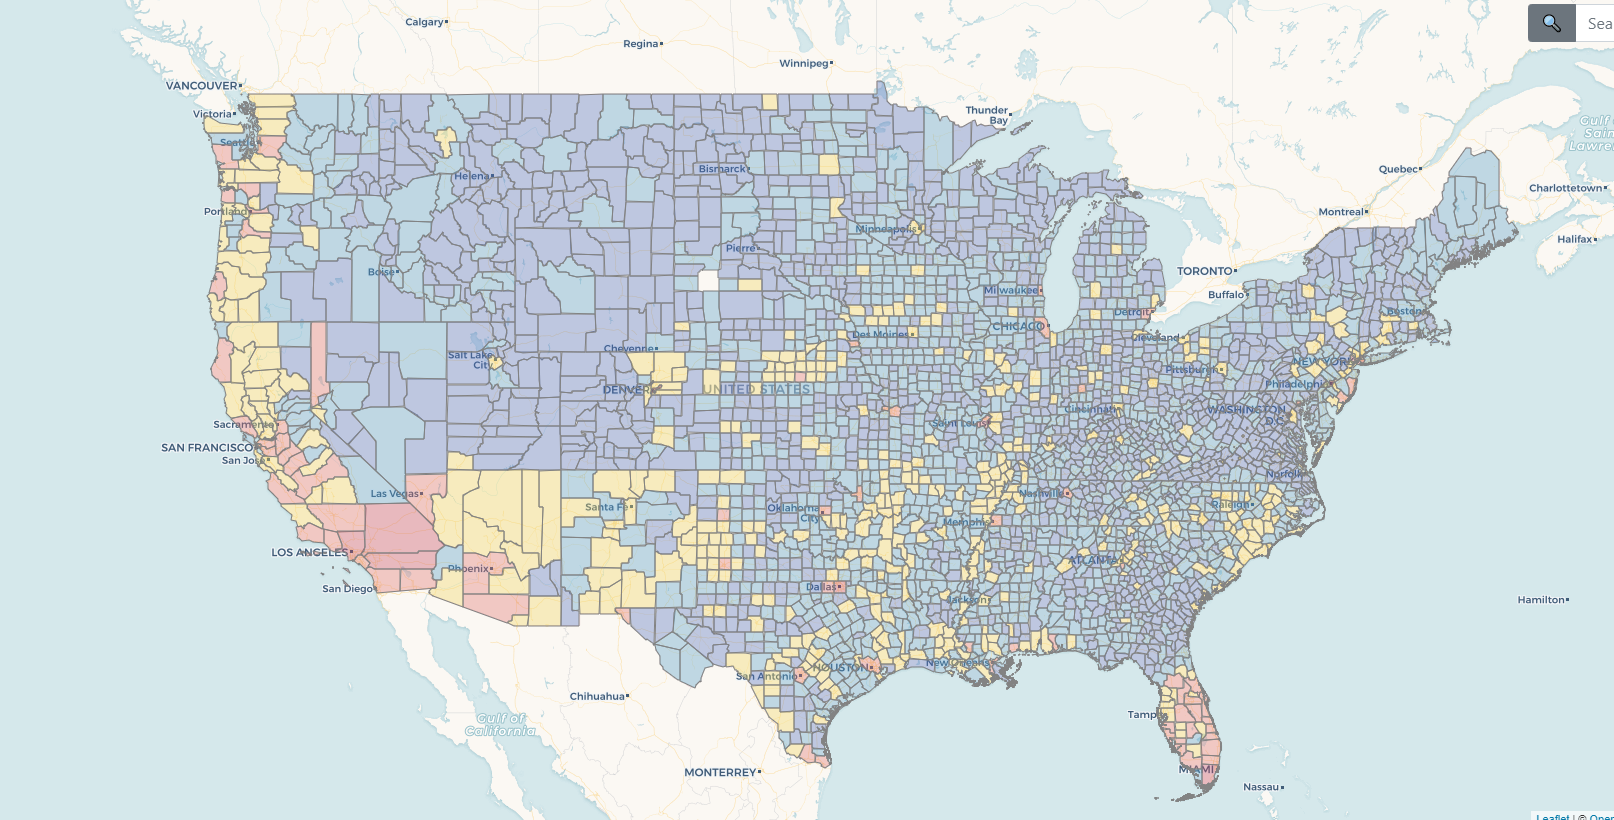 Calgary
Regina
Winnipeg
VANCOUVER
Victoria
Seattle
Thunder
Bay
Gulf of
Sain
Lawre
Quebec
Charlottetown
Montreal
Halifax
Helena
Bismarck
Portland
Minneapolis
Pierre
Boise
TORONTO
Buffalo
Milwaukee
Detroit
Boston
CHICAGO
Des Moines
Cleveland
Salt Lake
City
Cheyenne
NEW YORK
Pittsburgh
Philadelphi
DENVER
UNITED STATES
Cincinnati
WASHINGTON
D.C.
Sacramento
Saint Louis
SAN FRANCISCO
San Jose
Norfolk
Las Vegas
Nashville
Santa Fe
Oklahoma
City
Raleigh
Memphis
LOS ANGELES
Phoenix
ATLANTA
San Diego
Dallas
Jackson
Hamilton
HOUSTON
New Orleans
San Antonio
Chihuahua
Gulf of
California
Tamp
MONTERREY
MIAMI
Nassau
Sea
Leaflet | © Open